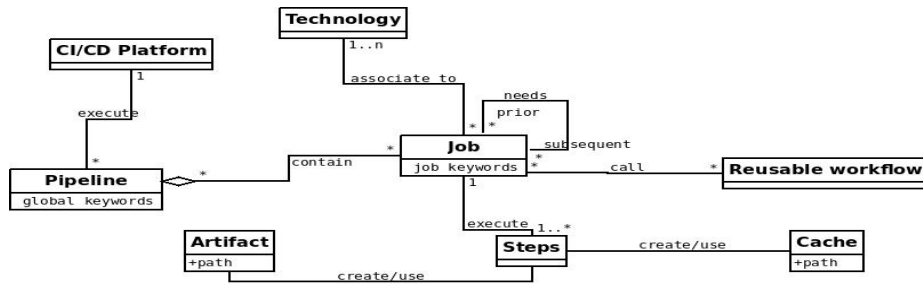 Technology
1..n
CI/CD Platform
1
associate to
needs
prior
execute
*
*
*
Job
subsequent
*
contain
*
job keywords
*
*
call
*
Reusable workflow
Pipeline
*
global keywords
1
execute
1..*
Artifact
+path
Steps
create/use
Cache
+path
create/use